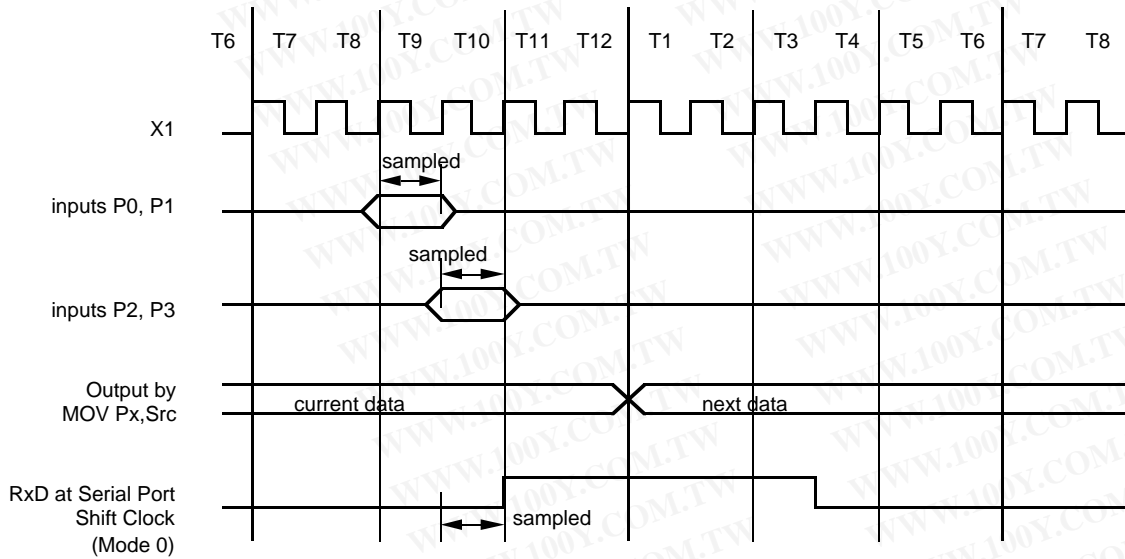 T6 T7 T8 T9 T10 T11 T12 T1 T2 T3 T4 T5 T6 T7 T8
X1
sampled
inputs P0, P1
sampled
inputs P2, P3
Output by
MOV Px,Src
current data
next data
RxD at Serial Port
Shift Clock
(Mode 0)
sampled
WWW.100Y.COM.TW